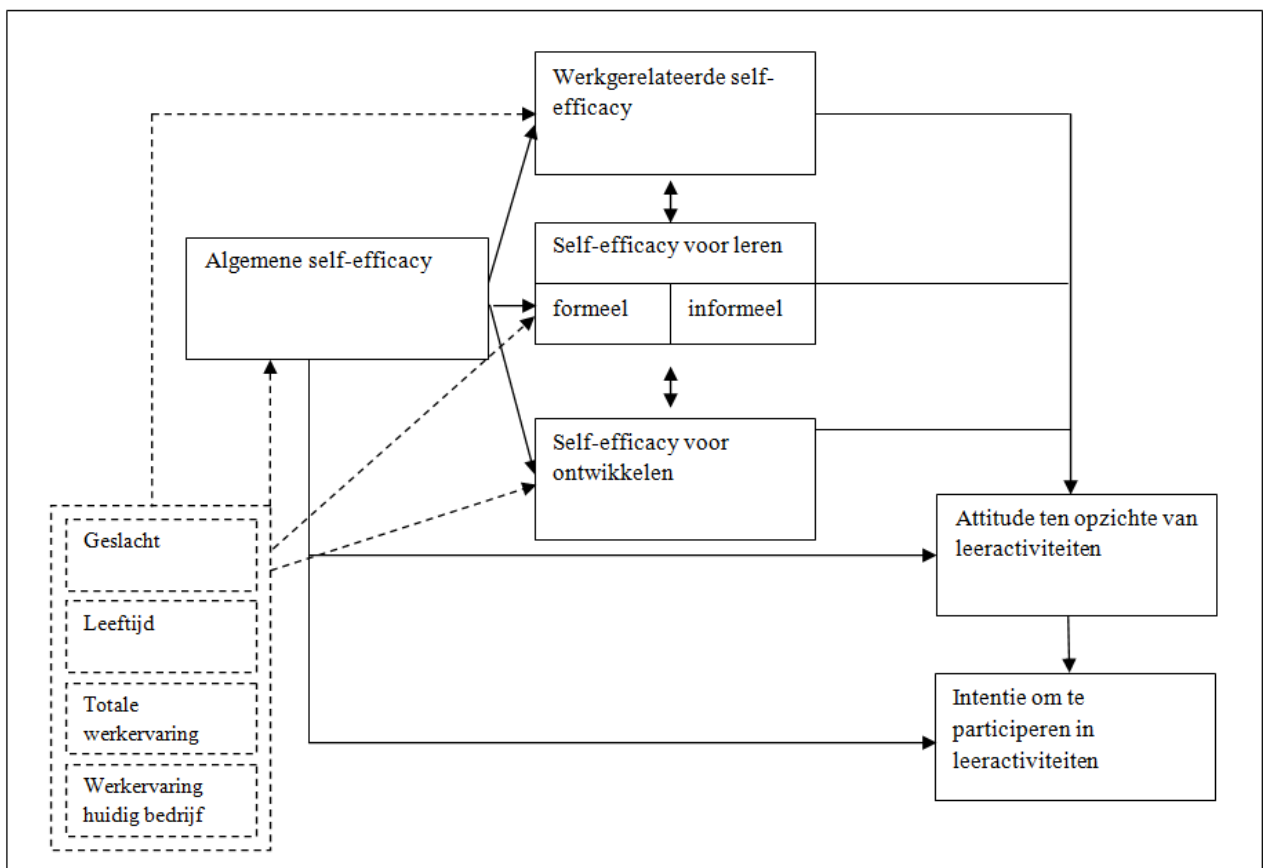 Werkgerelateerde self-
efficacy
Self-efficacy voor leren
formeel
informeel
Algemene self-efficacy
Self-efficacy voor
ontwikkelen
Attitude ten opzichte van
leeractiviteiten
Geslacht
Leeftijd
Totale
werkervaring
Werkervaring
huidig bedrijf
Intentie om te
participeren in
leeractiviteiten